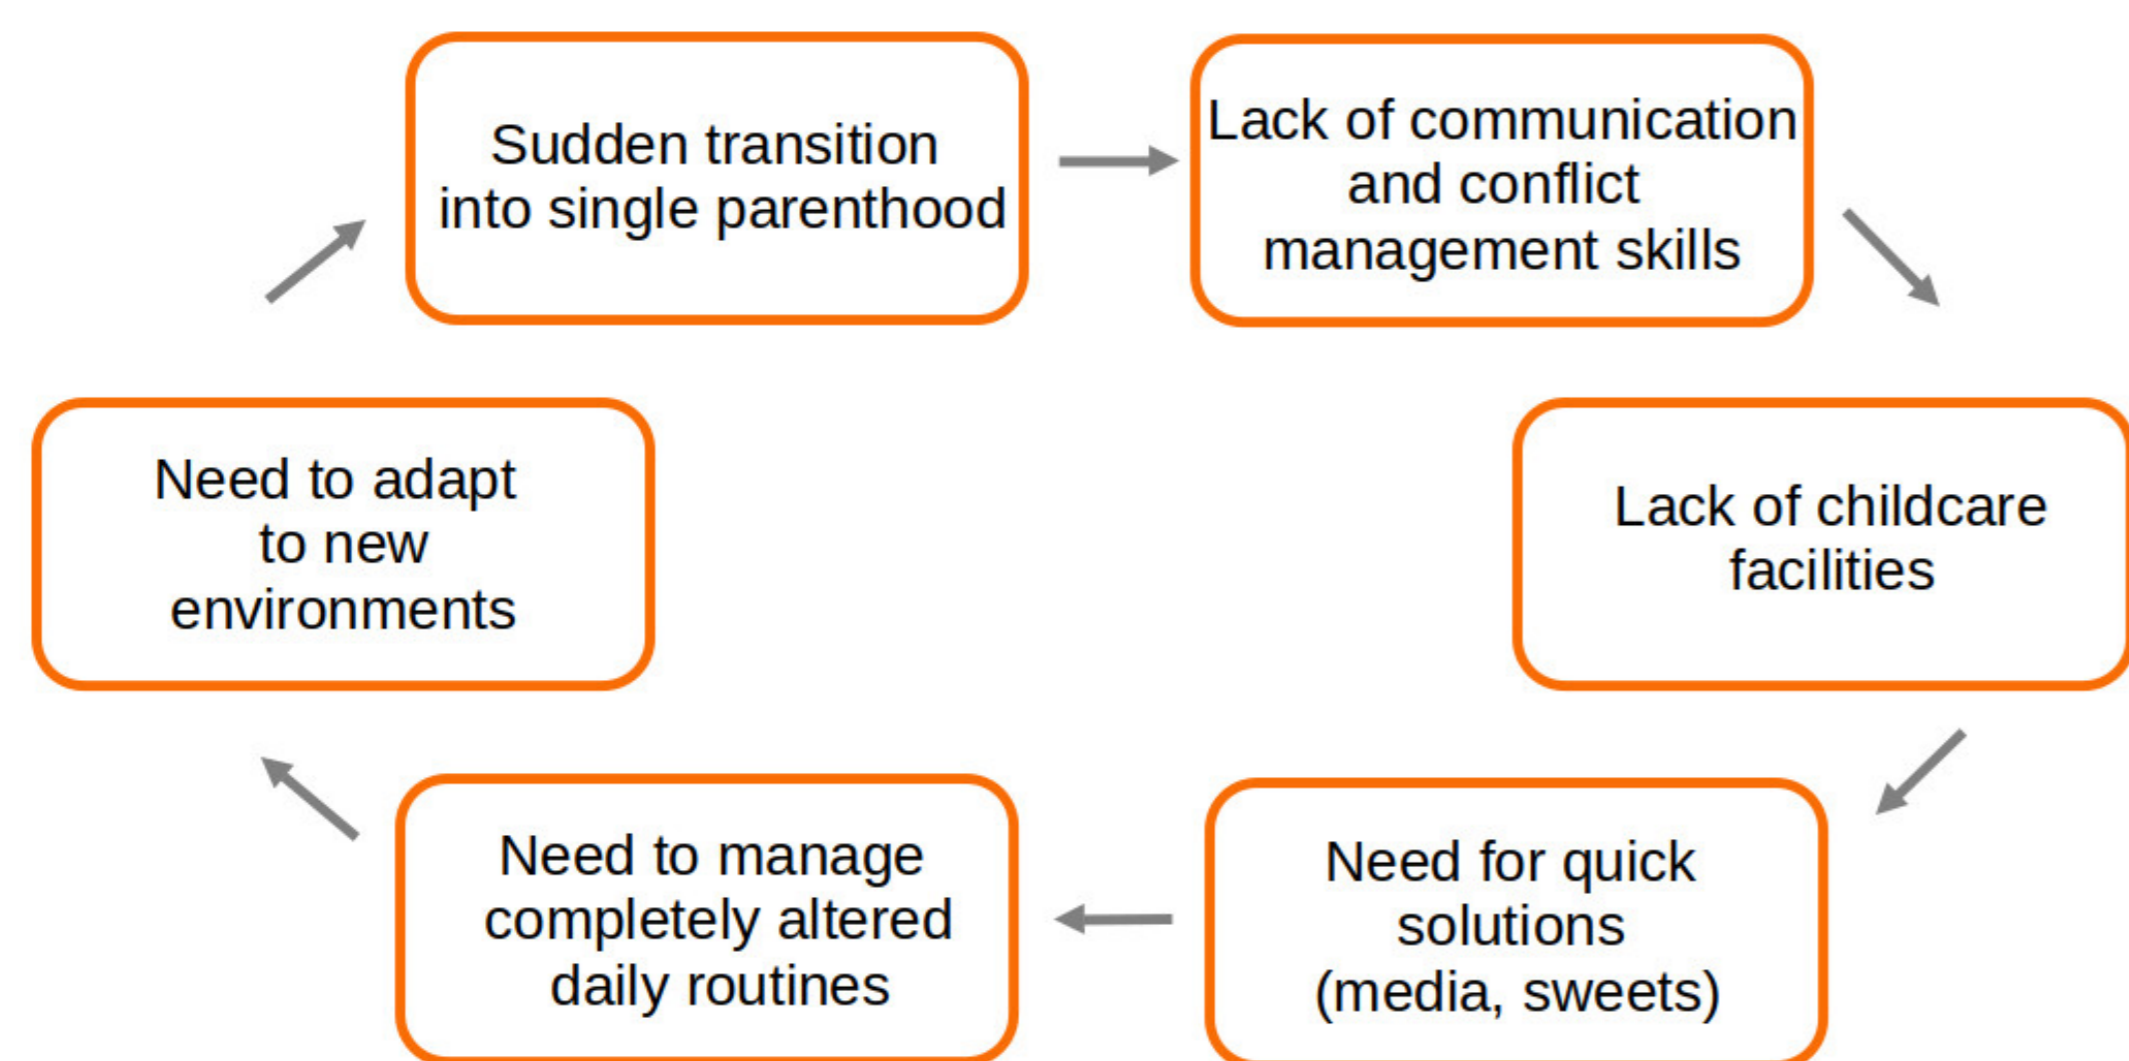 Sudden transition
into single parenthood
Lack of communication
and conflict
management skills
Lack of childcare
facilities
Need for quick
solutions
(media, sweets)
Need to manage
completely altered
daily routines
Need to adapt
to new
environments